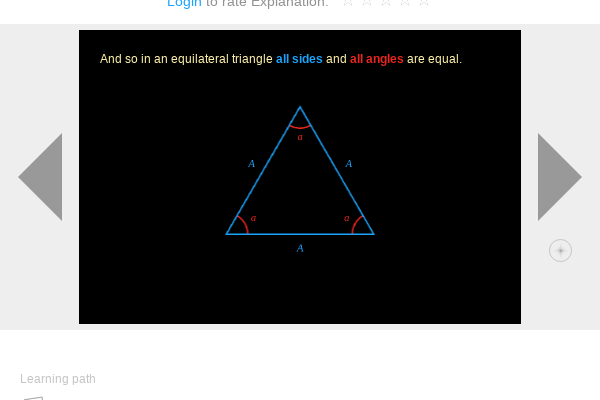 Login to rate Explanation:
And so in an equilateral triangle all sides and all angles are equal.
a
A A
a a
A
Learning path